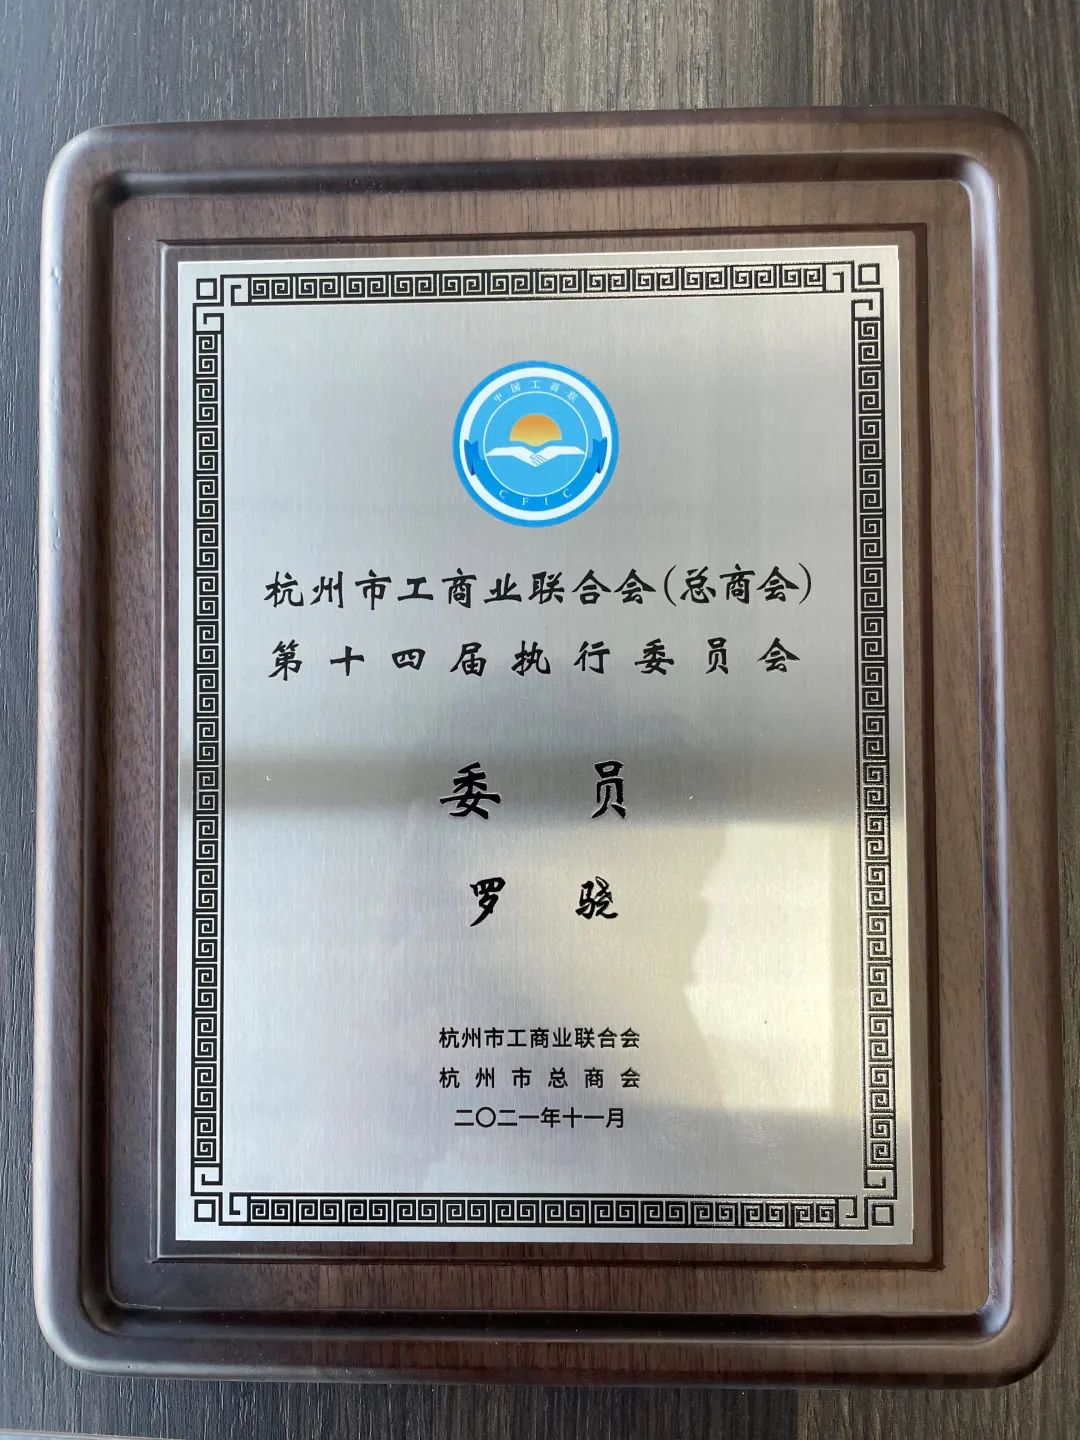 中国工商联
CFIC
杭州市工商业联合会(总商会)
第十四届执行委员会
委员
罗骁
杭州市工商业联合会
杭州市总商会
二〇二一年十一月